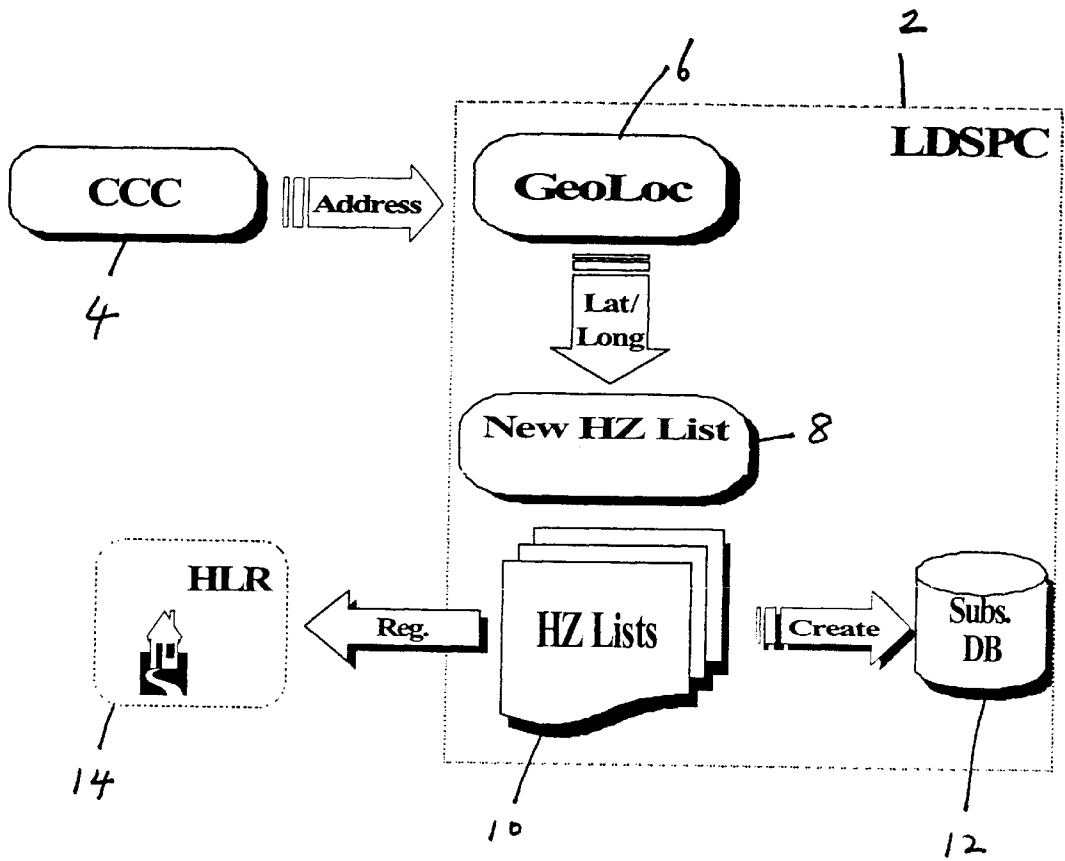 2
6
LDSPC
CCC
Address
GeoLoc
4
Lat/
Long
New HZ List
8
HLR
Reg.
HZ Lists
Create
Subs.
DB
14
10
12